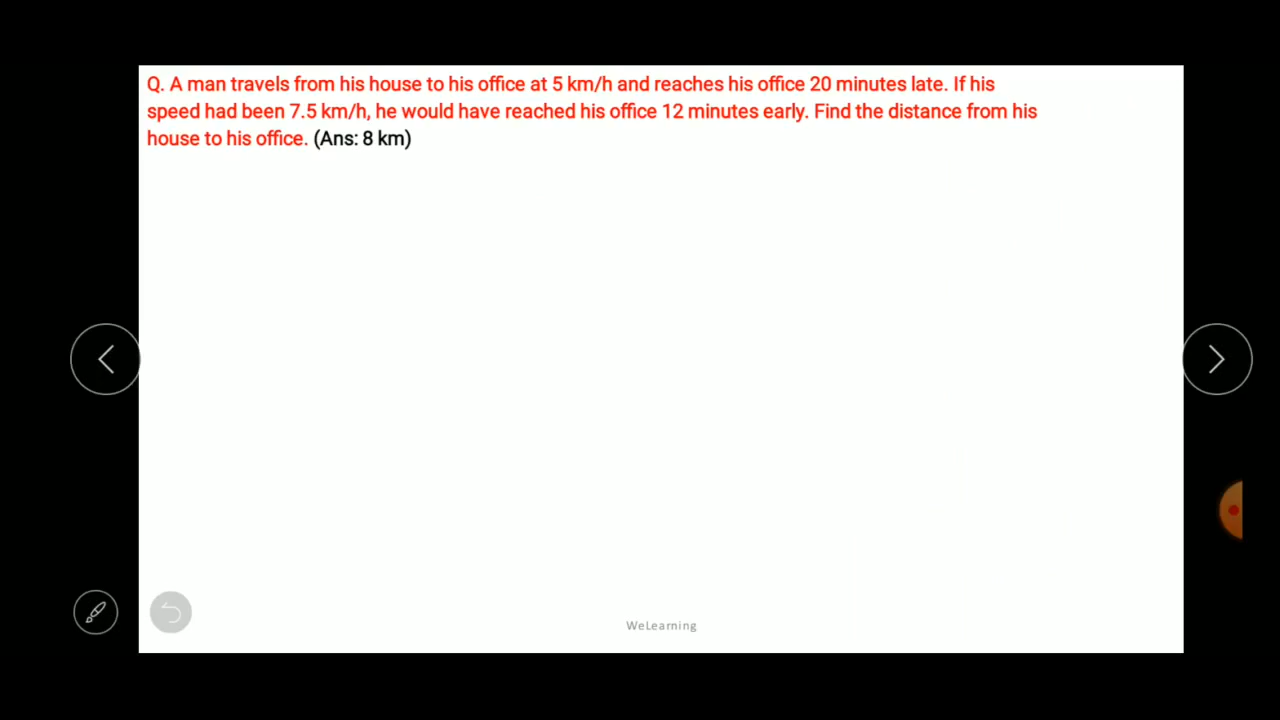 Q. A man travels from his house to his office at 5 km/h and reaches his office 20 minutes late. If his
speed had been 7.5 km/h, he would have reached his office 12 minutes early. Find the distance from his
house to his office. (Ans: 8 km)
WeLearning